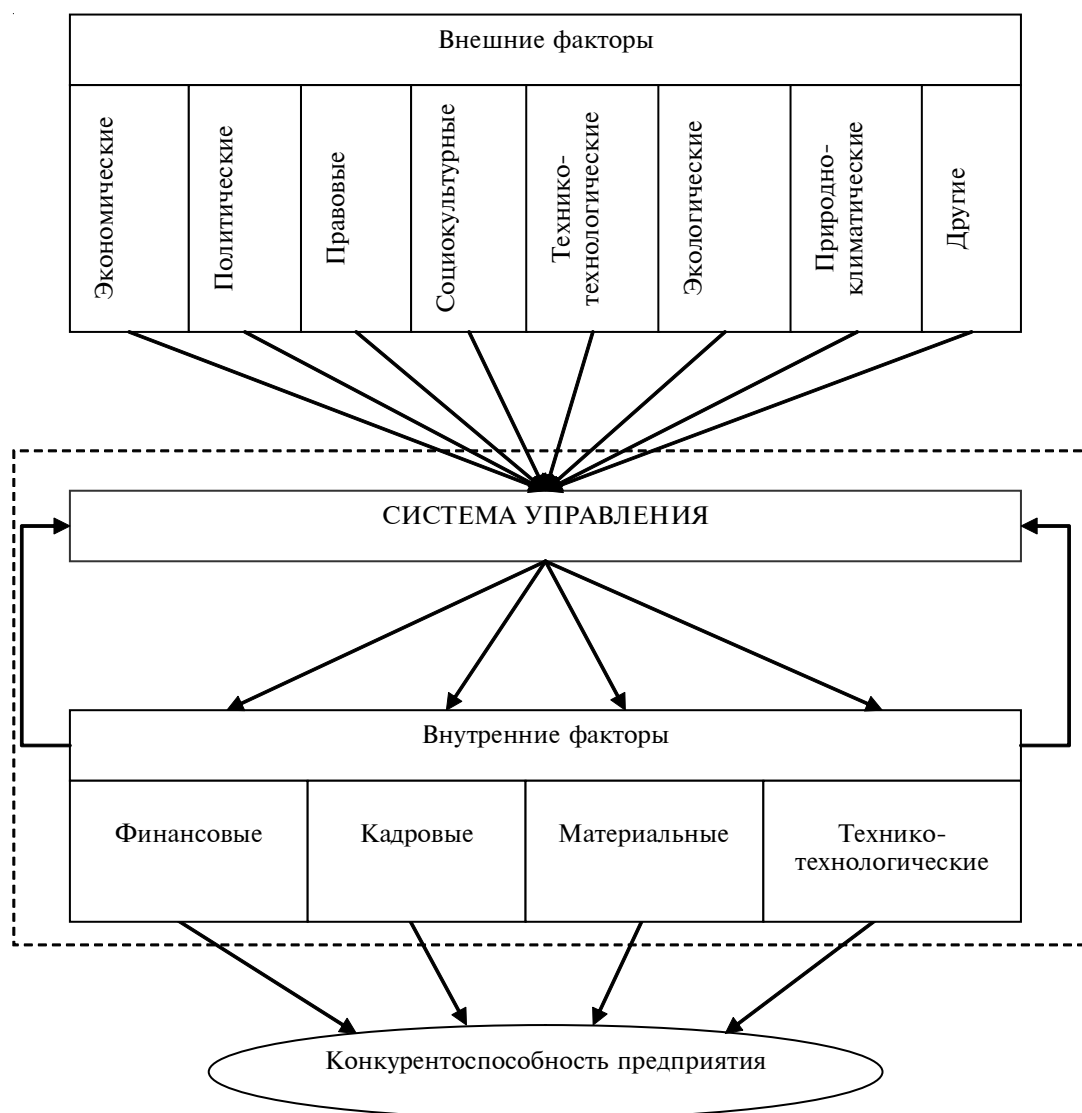 Внешние факторы
Экономические
Политические
Правовые
Социокультурные
Технико-
технологические
Экологические
Природно-
климатические
Другие
СИСТЕМА УПРАВЛЕНИЯ
Внутренние факторы
Финансовые
Кадровые
Материальные
Технико-
технологические
Конкурентоспособность предприятия